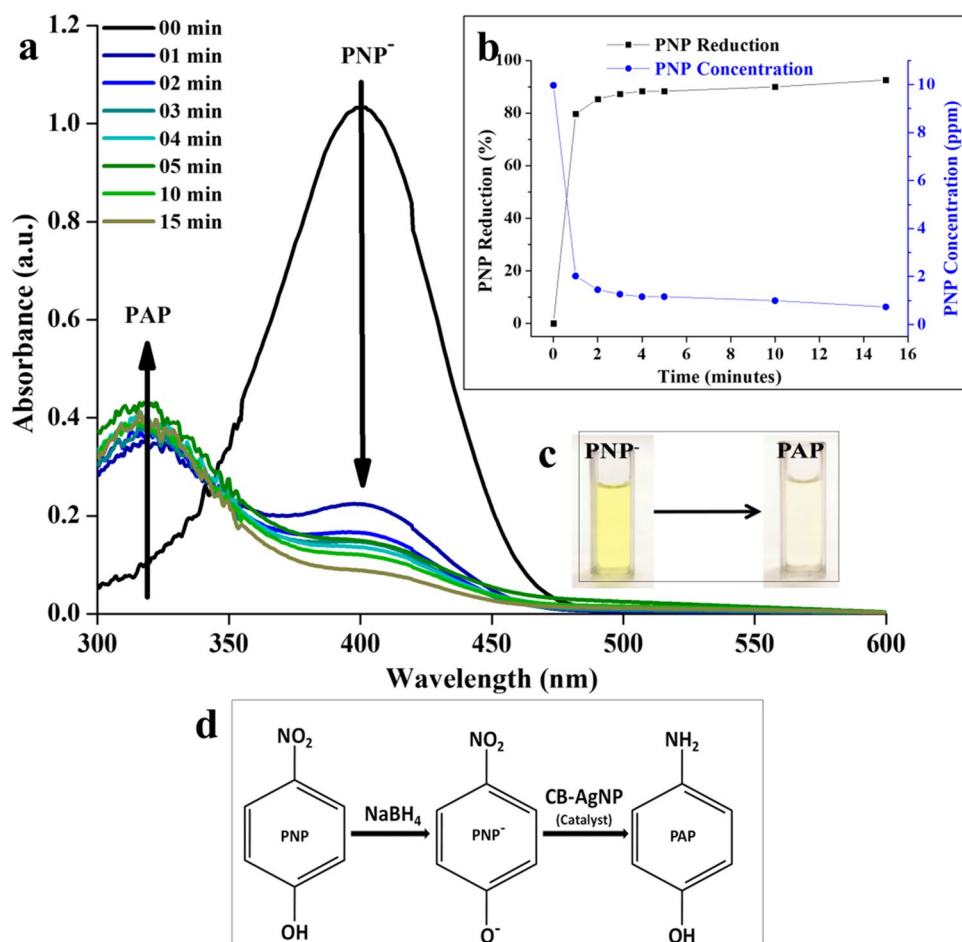 a
00 min
01 min
02 min
03 min
04 min
05 min
10 min
15 min
PNP⁻
PAP
1.2
1.0
0.8
0.6
0.4
0.2
0.0
Absorbance (a.u.)
300
350
400
450
500
550
600
Wavelength (nm)
b
PNP Reduction
PNP Concentration
100
80
60
40
20
0
PNP Reduction (%)
10
8
6
4
2
0
PNP Concentration (ppm)
0
2
4
6
8
10
12
14
16
Time (minutes)
c
PNP⁻
PAP
d
NO₂
PNP
OH
NaBH₄
NO₂
PNP⁻
O⁻
CB-AgNP
(Catalyst)
NH₂
PAP
OH